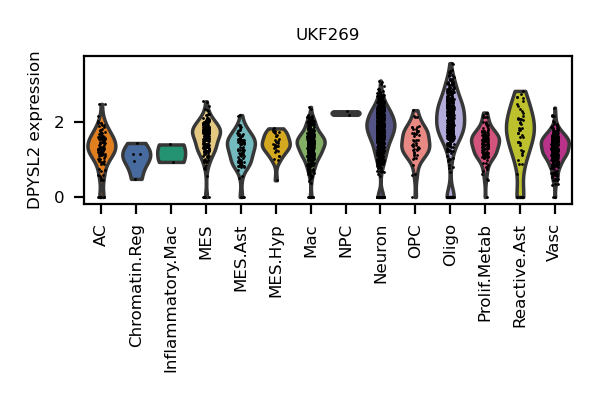 UKF269
DPYSL2 expression
2
0
AC
Chromatin.Reg
Inflammatory.Mac
MES
MES.Ast
MES.Hyp
Mac
NPC
Neuron
OPC
Oligo
Prolif.Metab
Reactive.Ast
Vasc